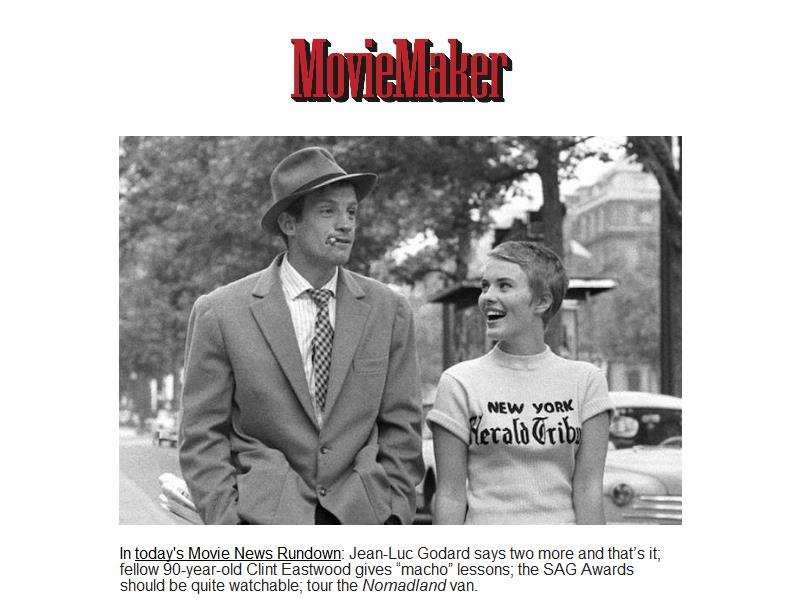 MovieMaker
NEW YORK
Herald Tribu
In today's Movie News Rundown: Jean-Luc Godard says two more and that's it;
fellow 90-year-old Clint Eastwood gives “macho” lessons; the SAG Awards
should be quite watchable; tour the Nomadland van.